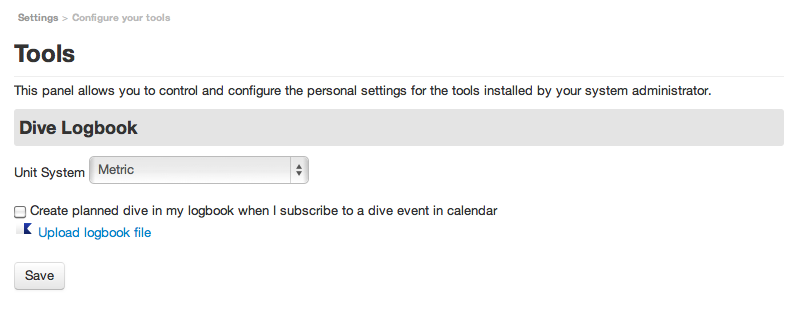 Settings > Configure your tools
Tools
This panel allows you to control and configure the personal settings for the tools installed by your system administrator.
Dive Logbook
Unit System Metric
Create planned dive in my logbook when I subscribe to a dive event in calendar
Upload logbook file
Save